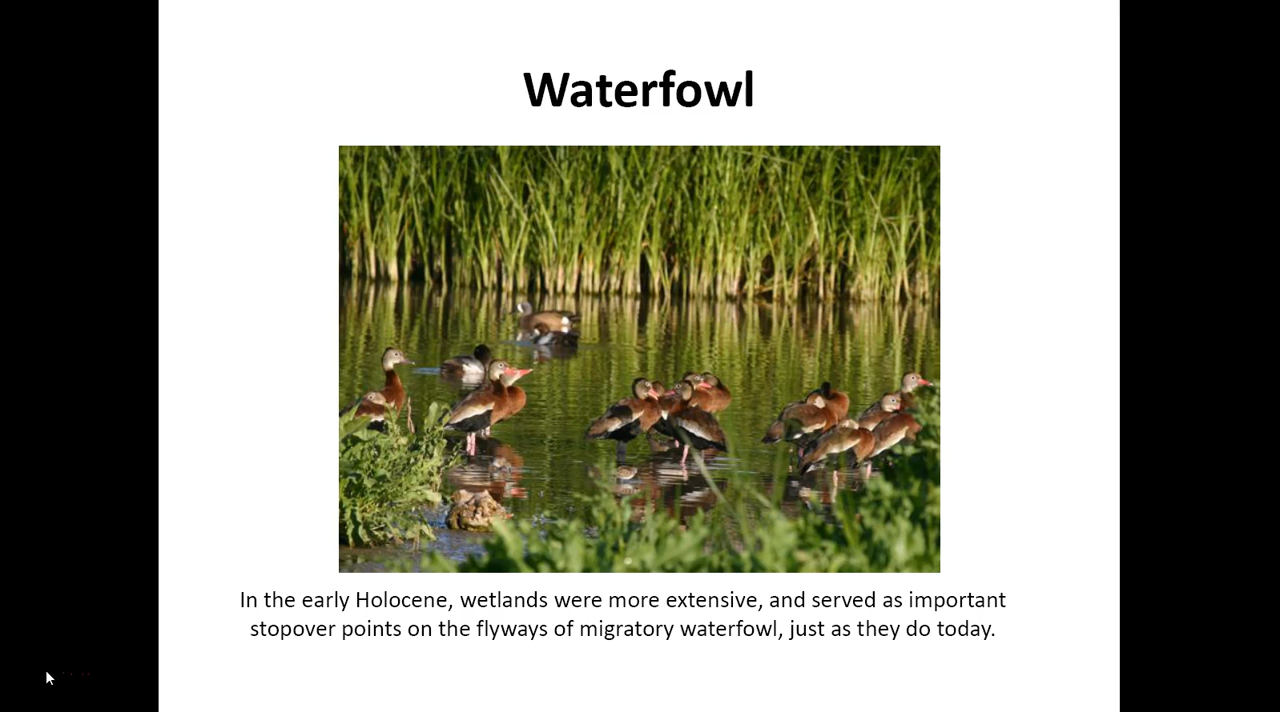 Waterfowl
In the early Holocene, wetlands were more extensive, and served as important
stopover points on the flyways of migratory waterfowl, just as they do today.